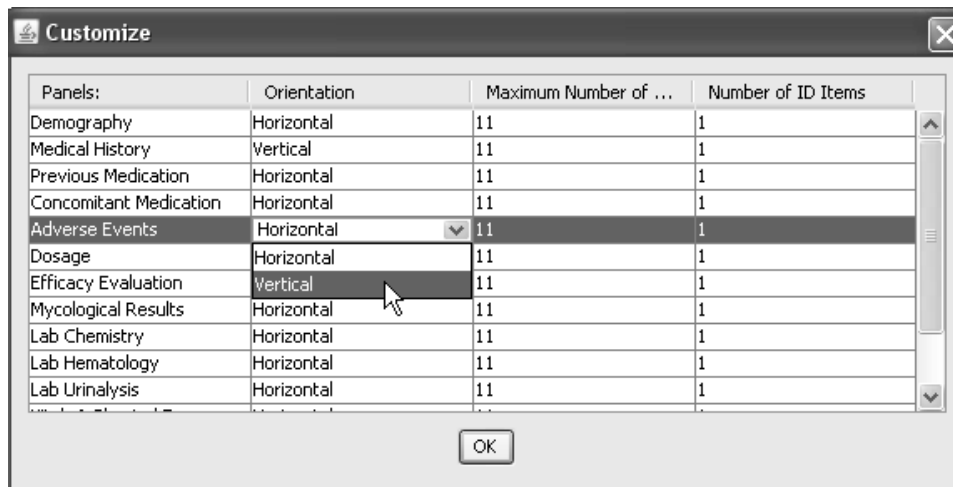 Customize
Panels: Orientation Maximum Number of ... Number of ID Items
Demography Horizontal 11 1
Medical History Vertical 11 1
Previous Medication Horizontal 11 1
Concomitant Medication Horizontal 11 1
Adverse Events Horizontal 11 1
Dosage Horizontal 11 1
Efficacy Evaluation Vertical 11 1
Mycological Results Horizontal 11 1
Lab Chemistry Horizontal 11 1
Lab Hematology Horizontal 11 1
Lab Urinalysis Horizontal 11 1
OK